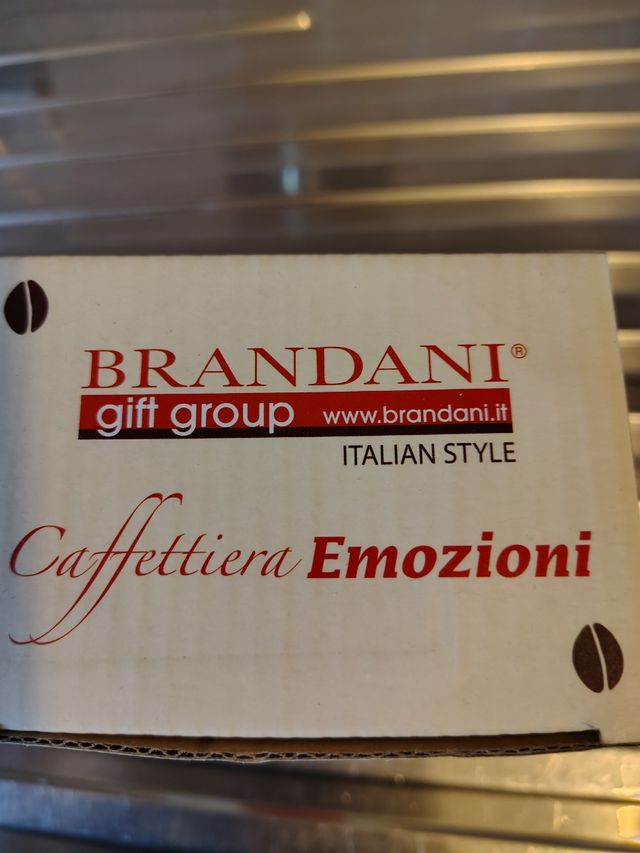 BRANDANI®
gift group www.brandani.it
ITALIAN STYLE
Caffettiera Emozioni